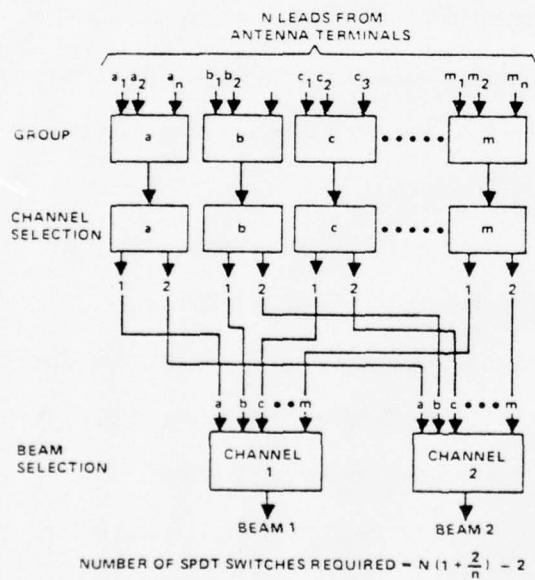 N LEADS FROM
ANTENNA TERMINALS
a1 a2 an b1 b2 c1 c2 c3 m1 m2 mn
GROUP a b c ••••• m
CHANNEL
SELECTION a b c ••••• m
1 2 1 2 1 2 1 2
a b c •• m a b c •••• m
BEAM
SELECTION
CHANNEL
1
CHANNEL
2
BEAM 1 BEAM 2
NUMBER OF SPDT SWITCHES REQUIRED = N (1 + 2/n) – 2